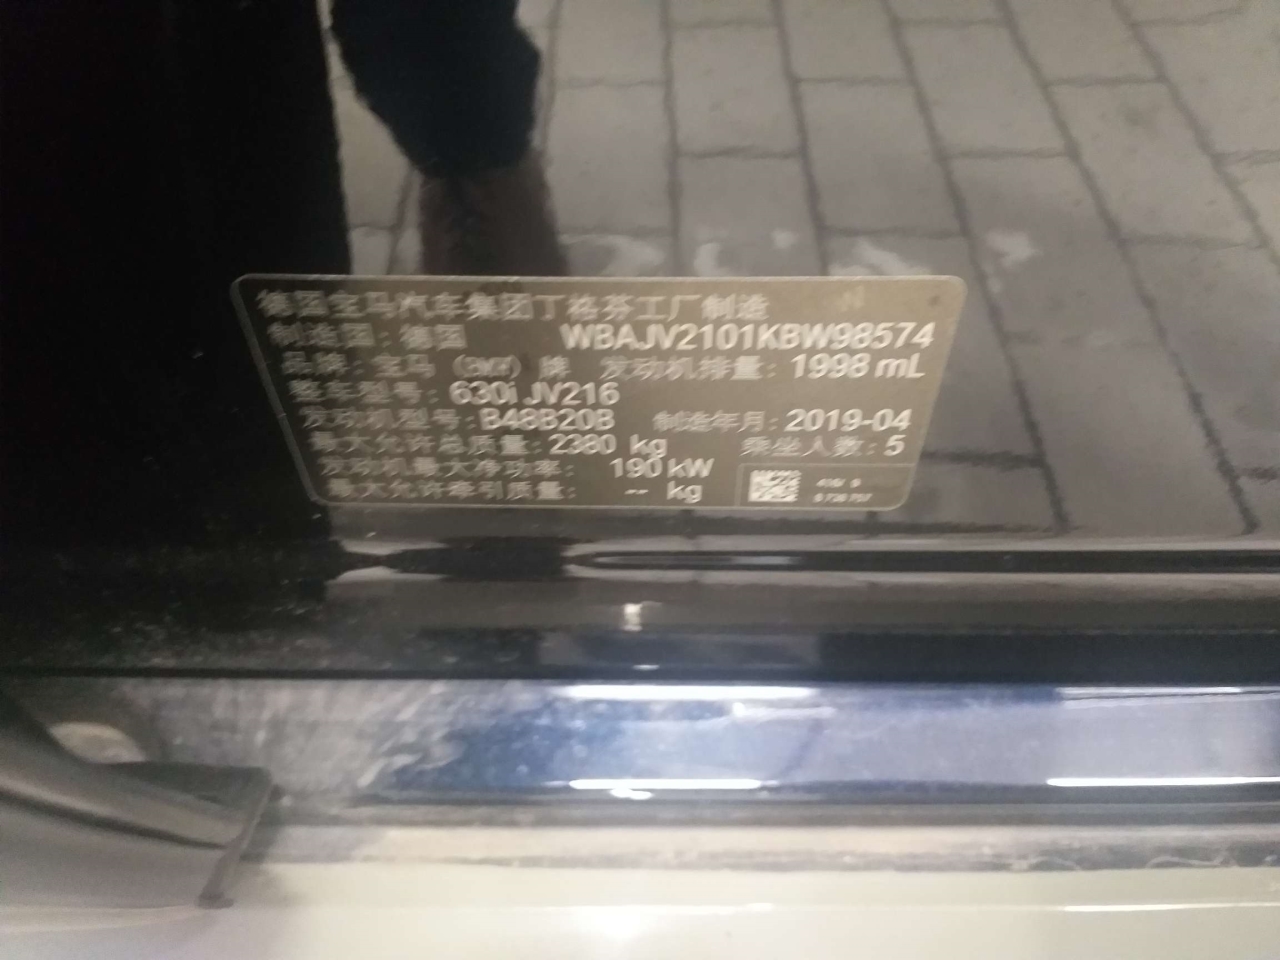 德国宝马汽车集团丁格芬工厂制造
制造国：德国 WBAJV2101KBW98574
品牌：宝马（BMW）牌 发动机排量：1998 mL
整车型号：630i JV216
发动机型号：B48B20B 制造年月：2019-04
最大允许总质量：2380 kg 乘坐人数：5
发动机最大净功率： 190 kW
最大允许牵引质量： -- kg